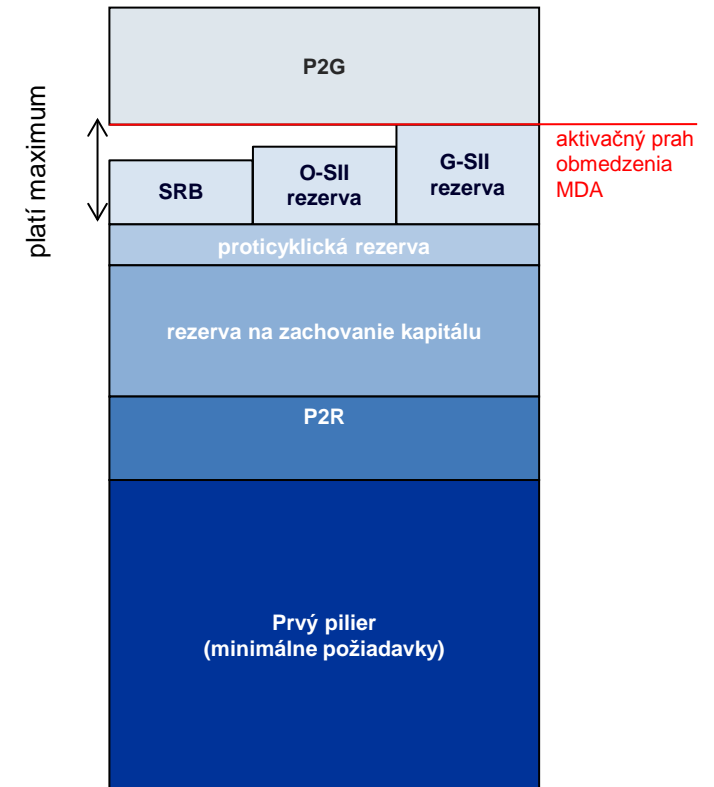 P2G
platí maximum
aktivačný prah
obmedzenia
MDA
SRB
O-SII
rezerva
G-SII
rezerva
proticyklická rezerva
rezerva na zachovanie kapitálu
P2R
Prvý pilier
(minimálne požiadavky)